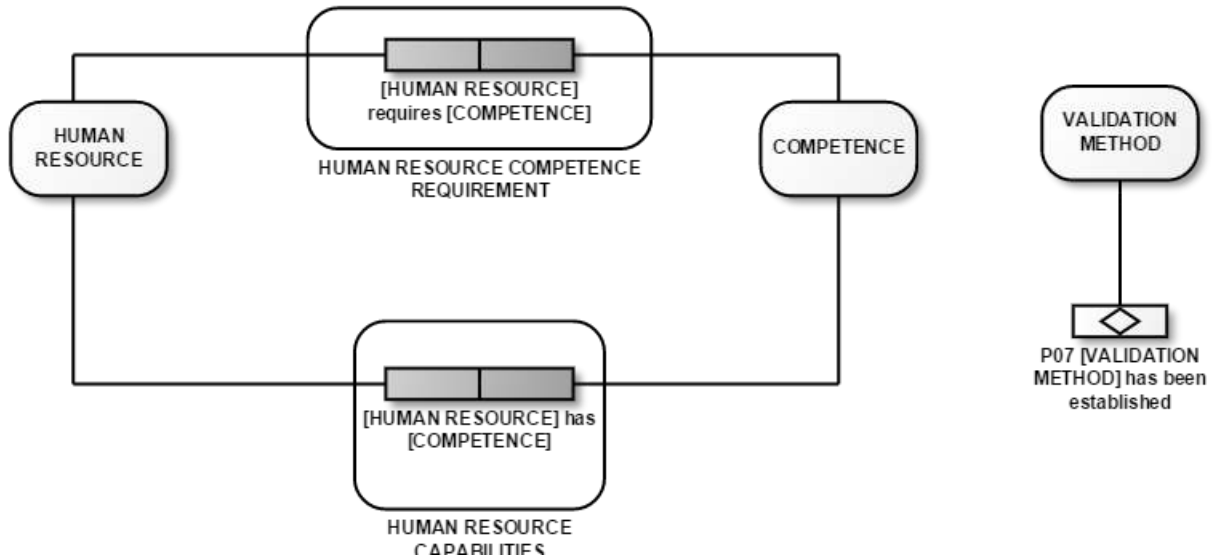 [HUMAN RESOURCE]
requires [COMPETENCE]
HUMAN RESOURCE COMPETENCE
REQUIREMENT
HUMAN
RESOURCE
COMPETENCE
VALIDATION
METHOD
P07 [VALIDATION
METHOD] has been
established
[HUMAN RESOURCE] has
[COMPETENCE]
HUMAN RESOURCE
CAPABILITIES